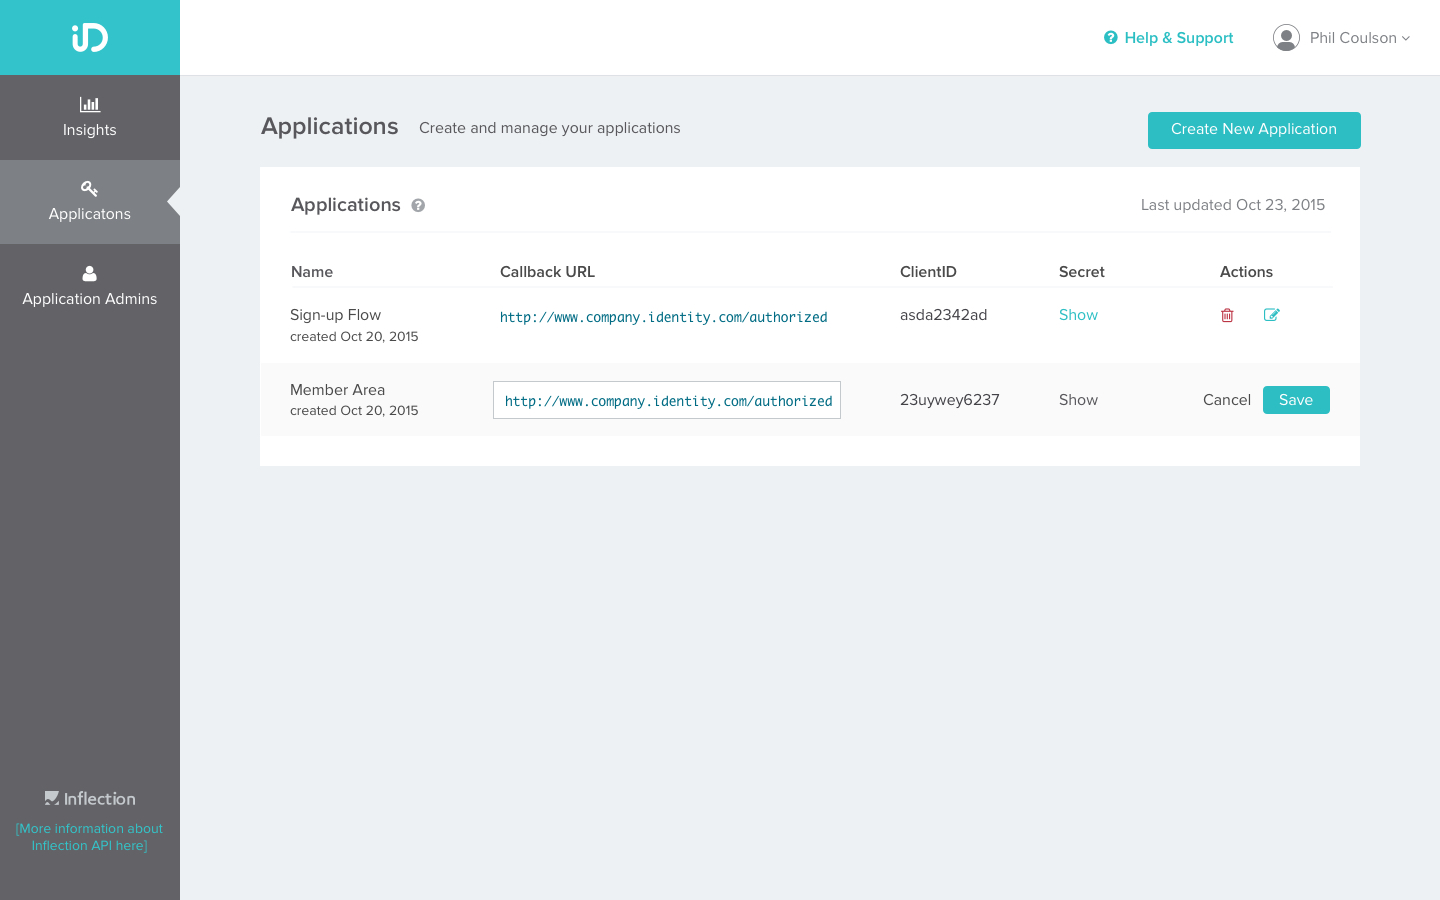 iD
Help & Support
Phil Coulson
Insights
Applicatons
Application Admins
Inflection
[More information about
Inflection API here]
Applications
Create and manage your applications
Create New Application
Applications
Last updated Oct 23, 2015
Name Callback URL ClientID Secret Actions
Sign-up Flow http://www.company.identity.com/authorized asda2342ad Show
created Oct 20, 2015
Member Area http://www.company.identity.com/authorized 23uywey6237 Show Cancel Save
created Oct 20, 2015